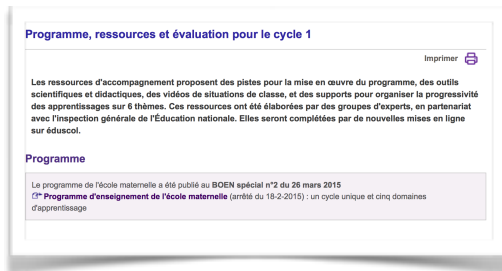 Programme, ressources et évaluation pour le cycle 1
Imprimer
Les ressources d'accompagnement proposent des pistes pour la mise en œuvre du programme, des outils
scientifiques et didactiques, des vidéos de situations de classe, et des supports pour organiser la progressivité
des apprentissages sur 6 thèmes. Ces ressources ont été élaborées par des groupes d'experts, en partenariat
avec l'inspection générale de l'Éducation nationale. Elles seront complétées par de nouvelles mises en ligne
sur éduscol.
Programme
Le programme de l'école maternelle a été publié au BOEN spécial n°2 du 26 mars 2015
Programme d'enseignement de l'école maternelle (arrêté du 18-2-2015) : un cycle unique et cinq domaines
d'apprentissage